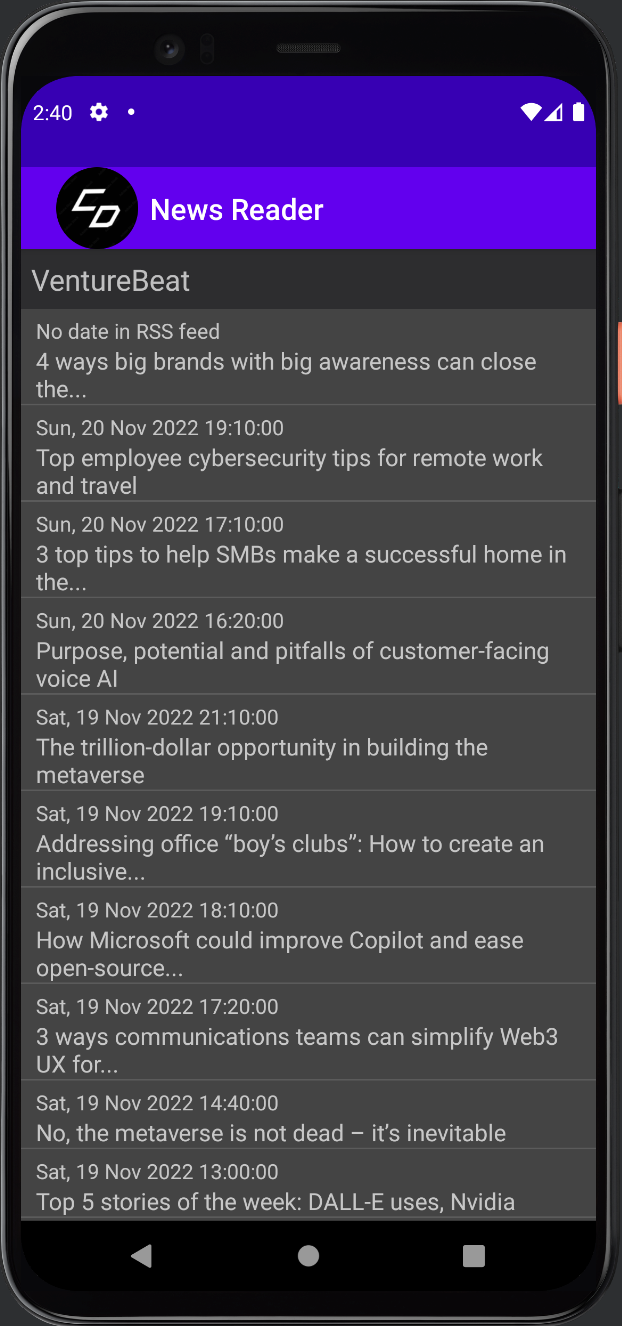 2:40
CD
News Reader
VentureBeat
No date in RSS feed
4 ways big brands with big awareness can close
the...
Sun, 20 Nov 2022 19:10:00
Top employee cybersecurity tips for remote work
and travel
Sun, 20 Nov 2022 17:10:00
3 top tips to help SMBs make a successful home in
the...
Sun, 20 Nov 2022 16:20:00
Purpose, potential and pitfalls of customer-facing
voice AI
Sat, 19 Nov 2022 21:10:00
The trillion-dollar opportunity in building the
metaverse
Sat, 19 Nov 2022 19:10:00
Addressing office “boy’s clubs”: How to create an
inclusive...
Sat, 19 Nov 2022 18:10:00
How Microsoft could improve Copilot and ease
open-source...
Sat, 19 Nov 2022 17:20:00
3 ways communications teams can simplify Web3
UX for...
Sat, 19 Nov 2022 14:40:00
No, the metaverse is not dead – it’s inevitable
Sat, 19 Nov 2022 13:00:00
Top 5 stories of the week: DALL-E uses, Nvidia